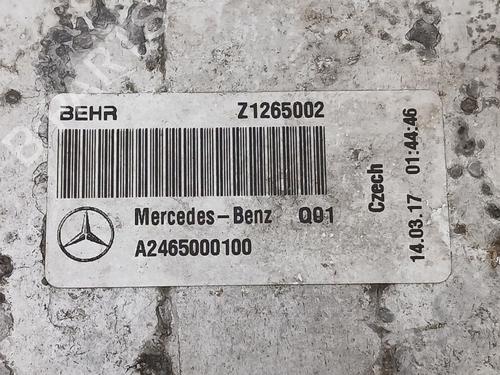 BEHR Z1265002
Mercedes-Benz Q01
A2465000100
Czech
14.03.17 01:44:46